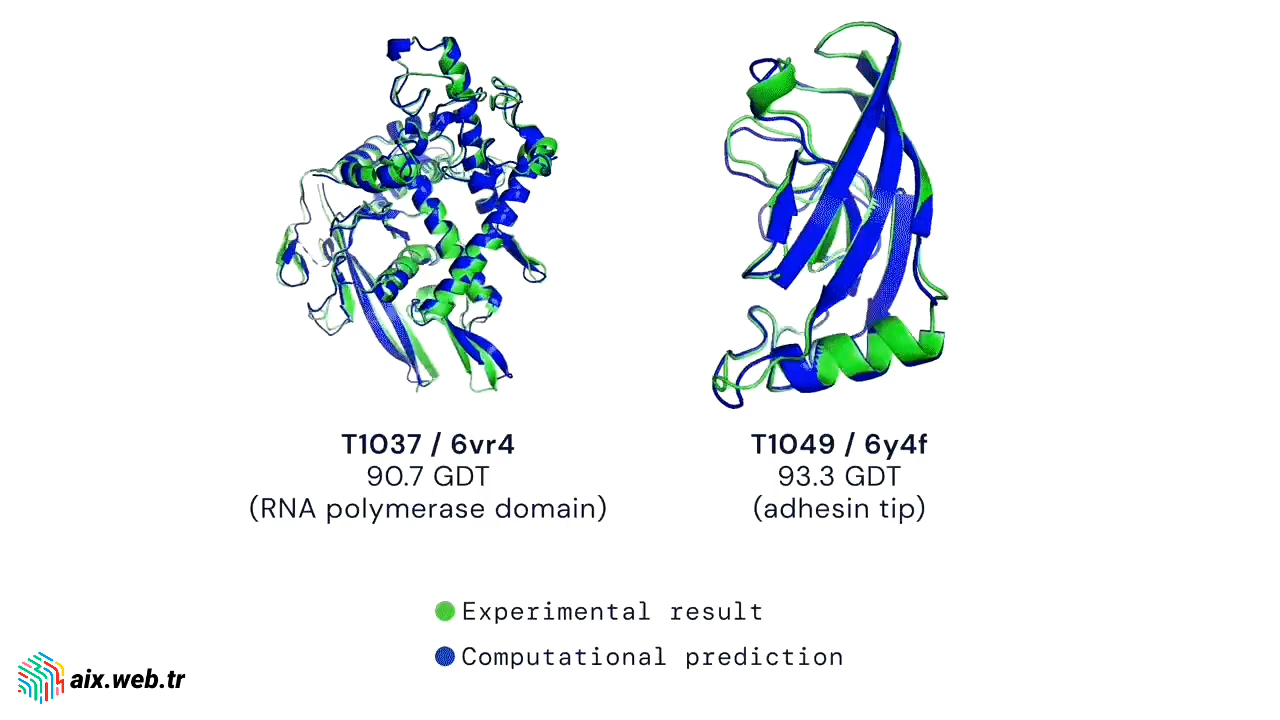 T1037 / 6vr4
90.7 GDT
(RNA polymerase domain)
T1049 / 6y4f
93.3 GDT
(adhesin tip)
Experimental result
Computational prediction
aix.web.tr